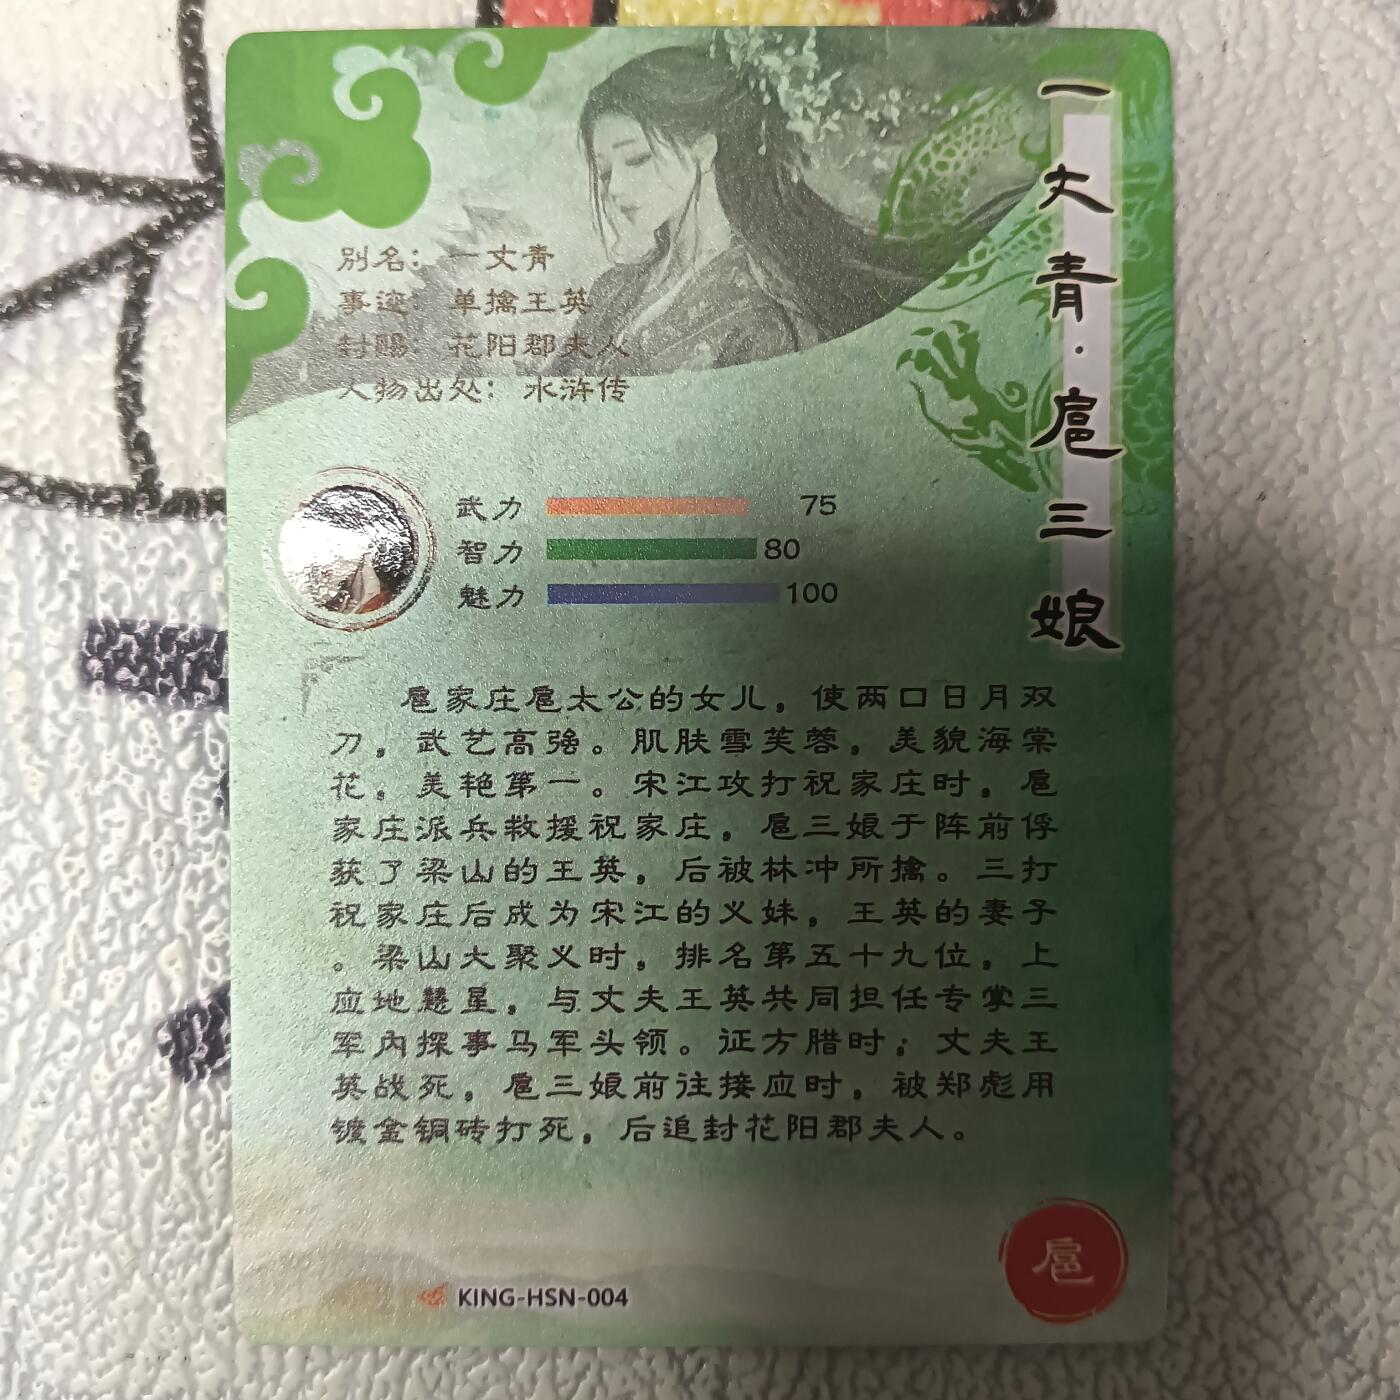 一丈青·扈三娘
别名：一丈青
事迹：单擒王英
封赐：花阳郡夫人
人物出处：水浒传
武力 75
智力 80
魅力 100
扈家庄扈太公的女儿，使两口日月双
刀，武艺高强。肌肤雪芙蓉，美貌海棠
花，美艳第一。宋江攻打祝家庄时，扈
家庄派兵救援祝家庄，扈三娘于阵前俘
获了梁山的王英，后被林冲所擒。三打
祝家庄后成为宋江的义妹，王英的妻子
。梁山大聚义时，排名第五十九位，上
应地慧星，与丈夫王英共同担任专掌三
军内探事马军头领。证方腊时；丈夫王
英战死，扈三娘前往接应时，被郑彪用
镀金铜砖打死，后追封花阳郡夫人。
KING-HSN-004
扈